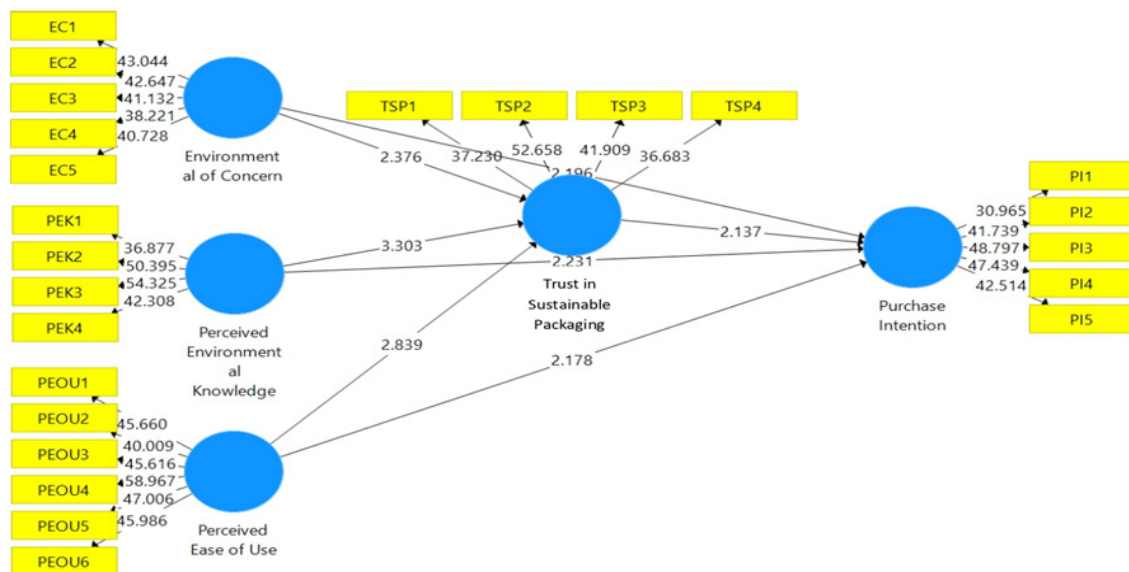 EC1
EC2
EC3
EC4
EC5
43.044
42.647
41.132
38.221
40.728
Environment
al of Concern
TSP1
TSP2
TSP3
TSP4
37.230
52.658
41.909
36.683
2.376
2.196
PEK1
PEK2
PEK3
PEK4
36.877
50.395
54.325
42.308
Perceived
Environment
al
Knowledge
3.303
2.231
2.137
Trust in
Sustainable
Packaging
PI1
PI2
PI3
PI4
PI5
30.965
41.739
48.797
47.439
42.514
Purchase
Intention
2.839
2.178
PEOU1
PEOU2
PEOU3
PEOU4
PEOU5
PEOU6
45.660
40.009
45.616
58.967
47.006
45.986
Perceived
Ease of Use